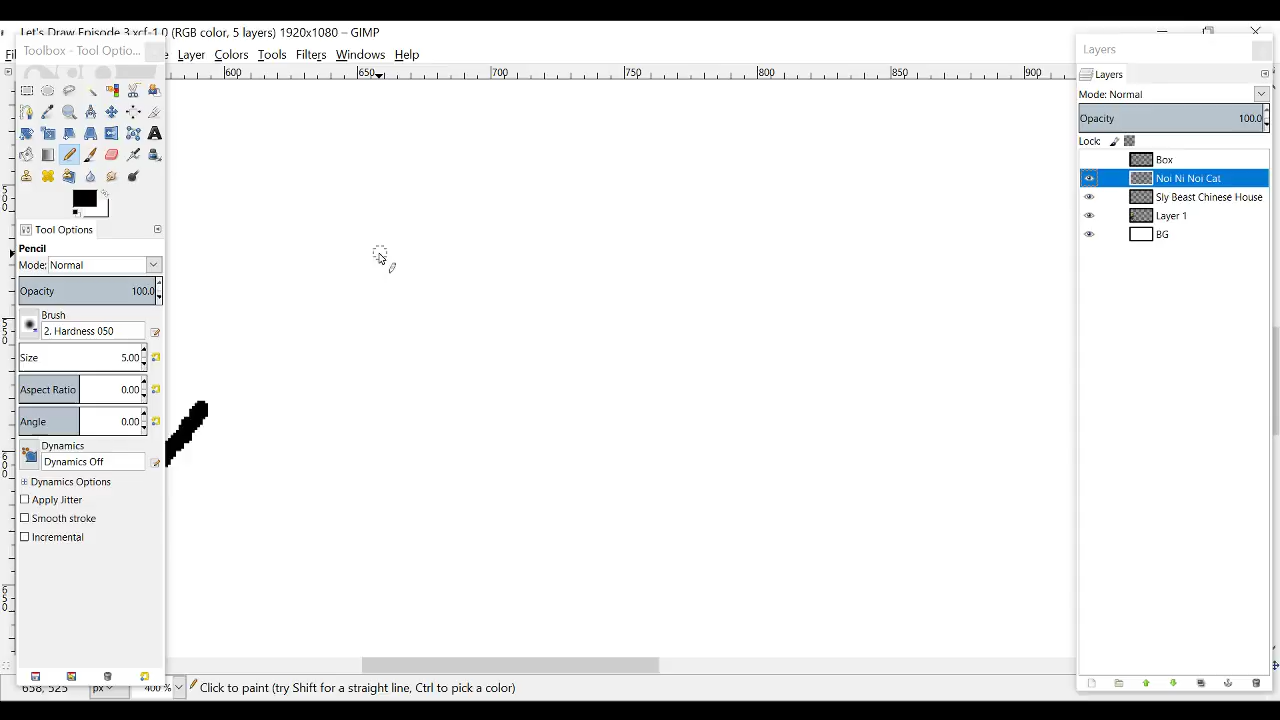 Let's Draw Episode 3.xcf-1.0 (RGB color, 5 layers) 1920x1080 – GIMP
Layer Colors Tools Filters Windows Help
Toolbox - Tool Optio...
600 650 700 750 800 850 900
500
550
600
650
Tool Options
Pencil
Mode: Normal
Opacity 100.0
Brush
2. Hardness 050
Size 5.00
Aspect Ratio 0.00
Angle 0.00
Dynamics
Dynamics Off
Dynamics Options
Apply Jitter
Smooth stroke
Incremental
658, 525 px 400 % Click to paint (try Shift for a straight line, Ctrl to pick a color)
Layers
Layers
Mode: Normal
Opacity 100.0
Lock:
Box
Noi Ni Noi Cat
Sly Beast Chinese House
Layer 1
BG